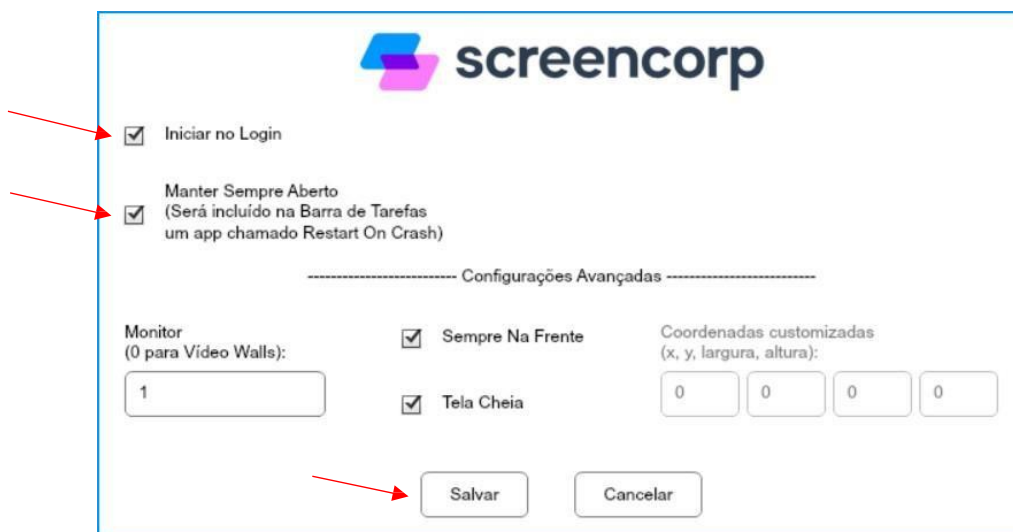 screencorp
Iniciar no Login
Manter Sempre Aberto
(Será incluído na Barra de Tarefas
um app chamado Restart On Crash)
-------------------------- Configurações Avançadas --------------------------
Monitor
(0 para Vídeo Walls):
1
Sempre Na Frente
Tela Cheia
Coordenadas customizadas
(x, y, largura, altura):
0 0 0 0
Salvar Cancelar